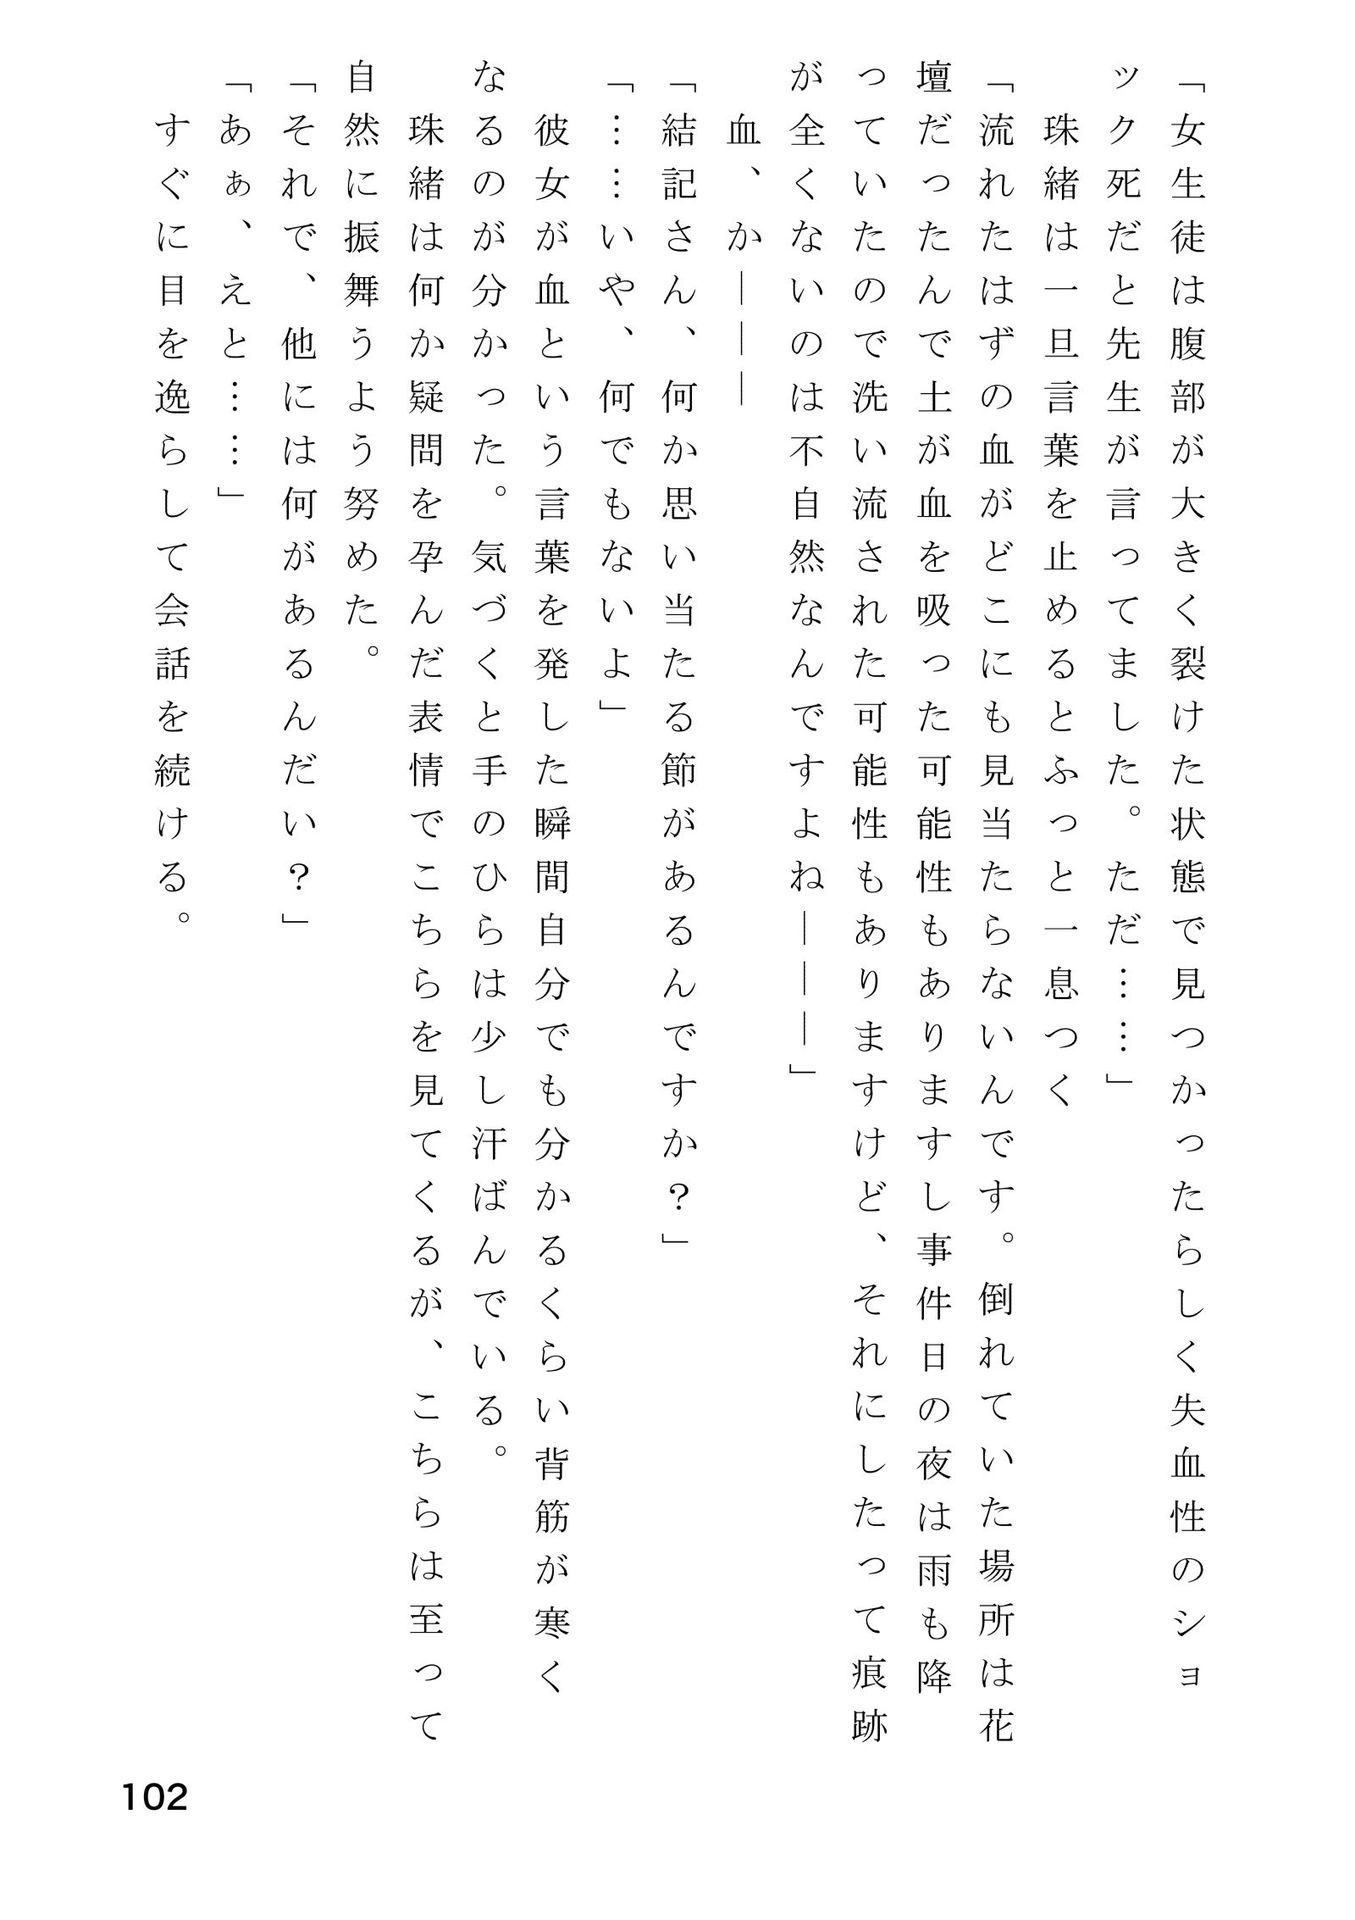 「女生徒は腹部が大きく裂けた状態で見つかったらしく失血性のショ
ック死だと先生が言ってました。ただ……」
　珠緒は一旦言葉を止めるとふっと一息つく
「流れたはずの血がどこにも見当たらないんです。倒れていた場所は花
壇だったんで土が血を吸った可能性もありますし事件日の夜は雨も降
っていたので洗い流された可能性もありますけど、それにしたって痕跡
が全くないのは不自然なんですよね———」
　血、か———
「結記さん、何か思い当たる節があるんですか？」
「……いや、何でもないよ」
　彼女が血という言葉を発した瞬間自分でも分かるくらい背筋が寒く
なるのが分かった。気づくと手のひらは少し汗ばんでいる。
　珠緒は何か疑問を孕んだ表情でこちらを見てくるが、こちらは至って
自然に振舞うよう努めた。
「それで、他には何があるんだい？」
「あぁ、えと……」
　すぐに目を逸らして会話を続ける。
102